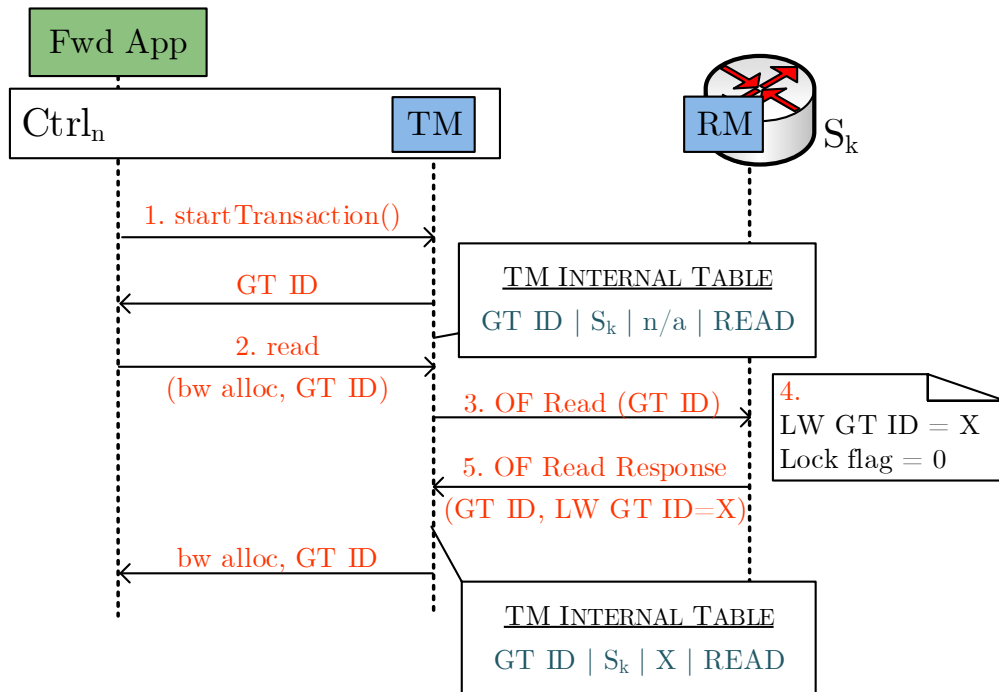 Fwd App
Ctrlₙ
TM
RM
Sₖ
1. startTransaction()
GT ID
TM INTERNAL TABLE
GT ID | Sₖ | n/a | READ
2. read
(bw alloc, GT ID)
3. OF Read (GT ID)
4.
LW GT ID = X
Lock flag = 0
5. OF Read Response
(GT ID, LW GT ID=X)
bw alloc, GT ID
TM INTERNAL TABLE
GT ID | Sₖ | X | READ